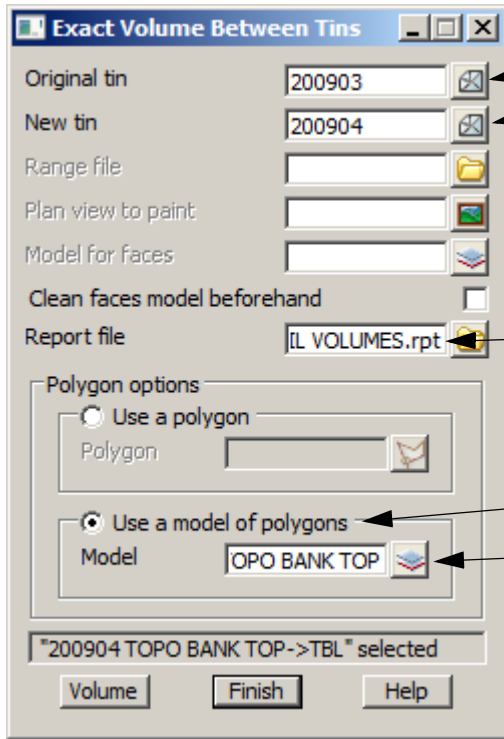 Exact Volume Between Tins
Original tin 200903
New tin 200904
Range file
Plan view to paint
Model for faces
Clean faces model beforehand
Report file IL VOLUMES.rpt
Polygon options
Use a polygon
Polygon
Use a model of polygons
Model TOPO BANK TOP
"200904 TOPO BANK TOP->TBL" selected
Volume Finish Help